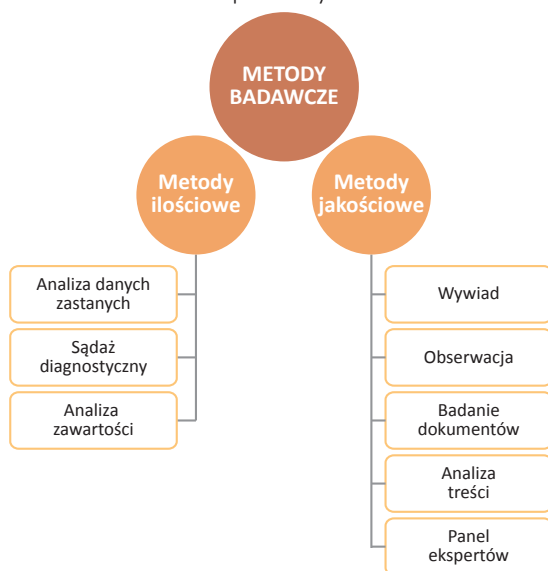 METODY
BADAWCZE
Metody
ilościowe
Metody
jakościowe
Analiza danych
zastanych
Sądaż
diagnostyczny
Analiza
zawartości
Wywiad
Obserwacja
Badanie
dokumentów
Analiza
treści
Panel
ekspertów